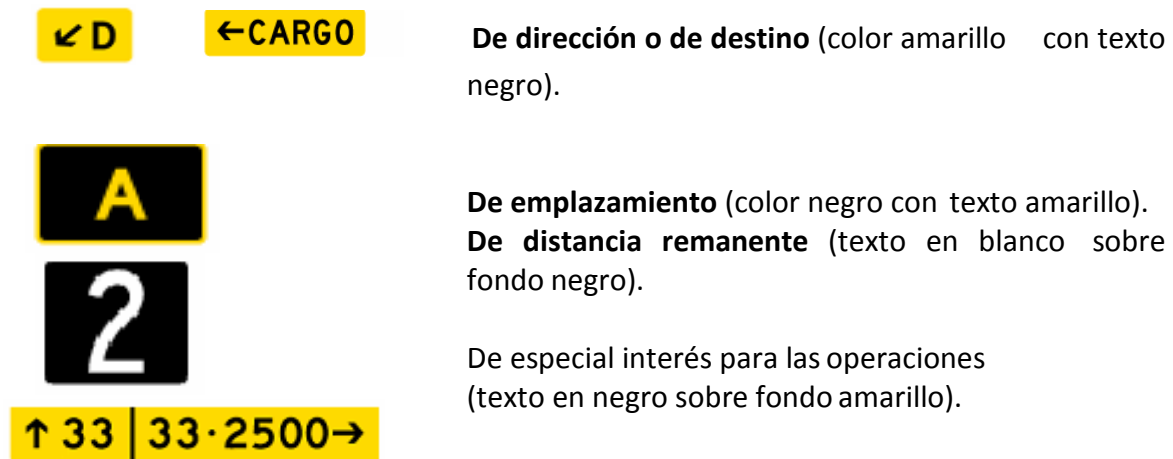 ↙ D ←CARGO
De dirección o de destino (color amarillo con texto
negro).
A
De emplazamiento (color negro con texto amarillo).
De distancia remanente (texto en blanco sobre
fondo negro).
2
De especial interés para las operaciones
(texto en negro sobre fondo amarillo).
↑ 33 | 33·2500→